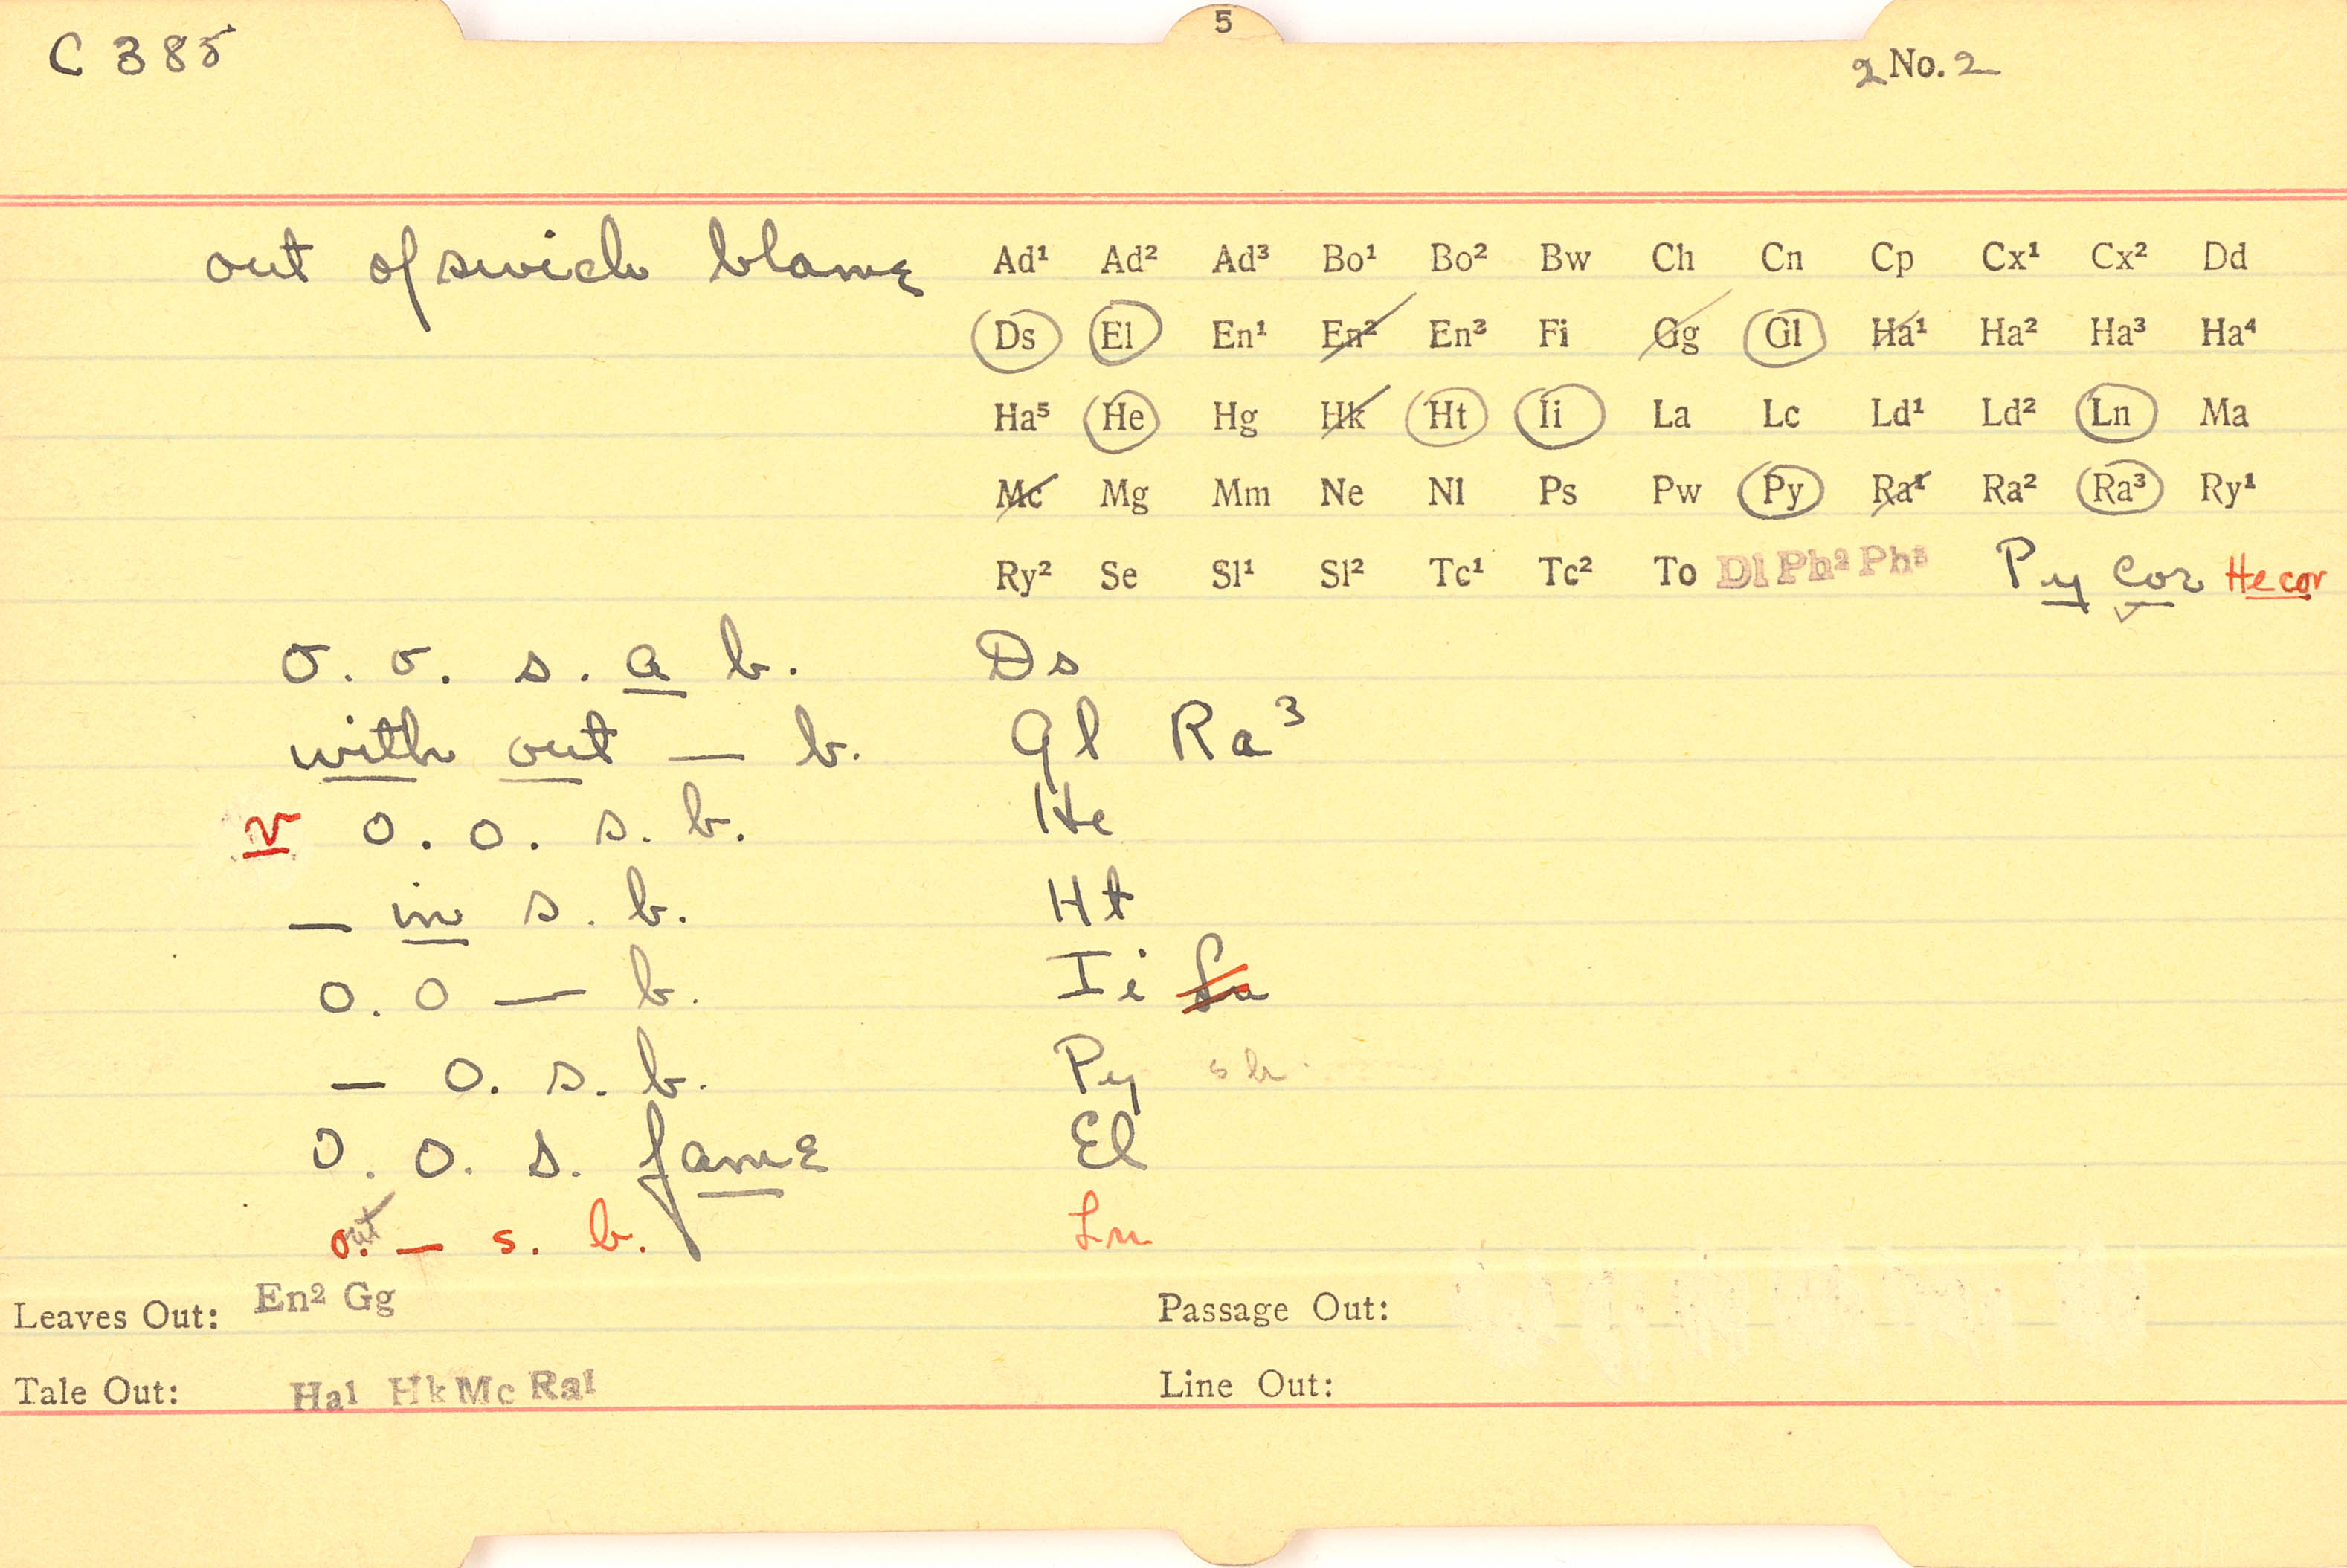 5
C 385
2 No. 2
out of swich blame
Ad¹ Ad² Ad³ Bo¹ Bo² Bw Ch Cn Cp Cx¹ Cx² Dd
Ds El En¹ En² En³ Fi Gg Gl Ha¹ Ha² Ha³ Ha⁴
Ha⁵ He Hg Hk Ht Ii La Lc Ld¹ Ld² Ln Ma
Mc Mg Mm Ne Nl Ps Pw Py Ra¹ Ra² Ra³ Ry¹
Ry² Se Sl¹ Sl² Tc¹ Tc² To Dl Ph² Ph³ Py cor He cor
o. o. s. a b. Ds
with out — b. Gl Ra³
o. o. s. b. He
— in s. b. Ht
o. o — b. Ii
— o. s. b. Py
o. o. s. fame El
o. — s. b. Ln
Leaves Out: En² Gg Passage Out:
Tale Out: Ha¹ Hk Mc Ra¹ Line Out: